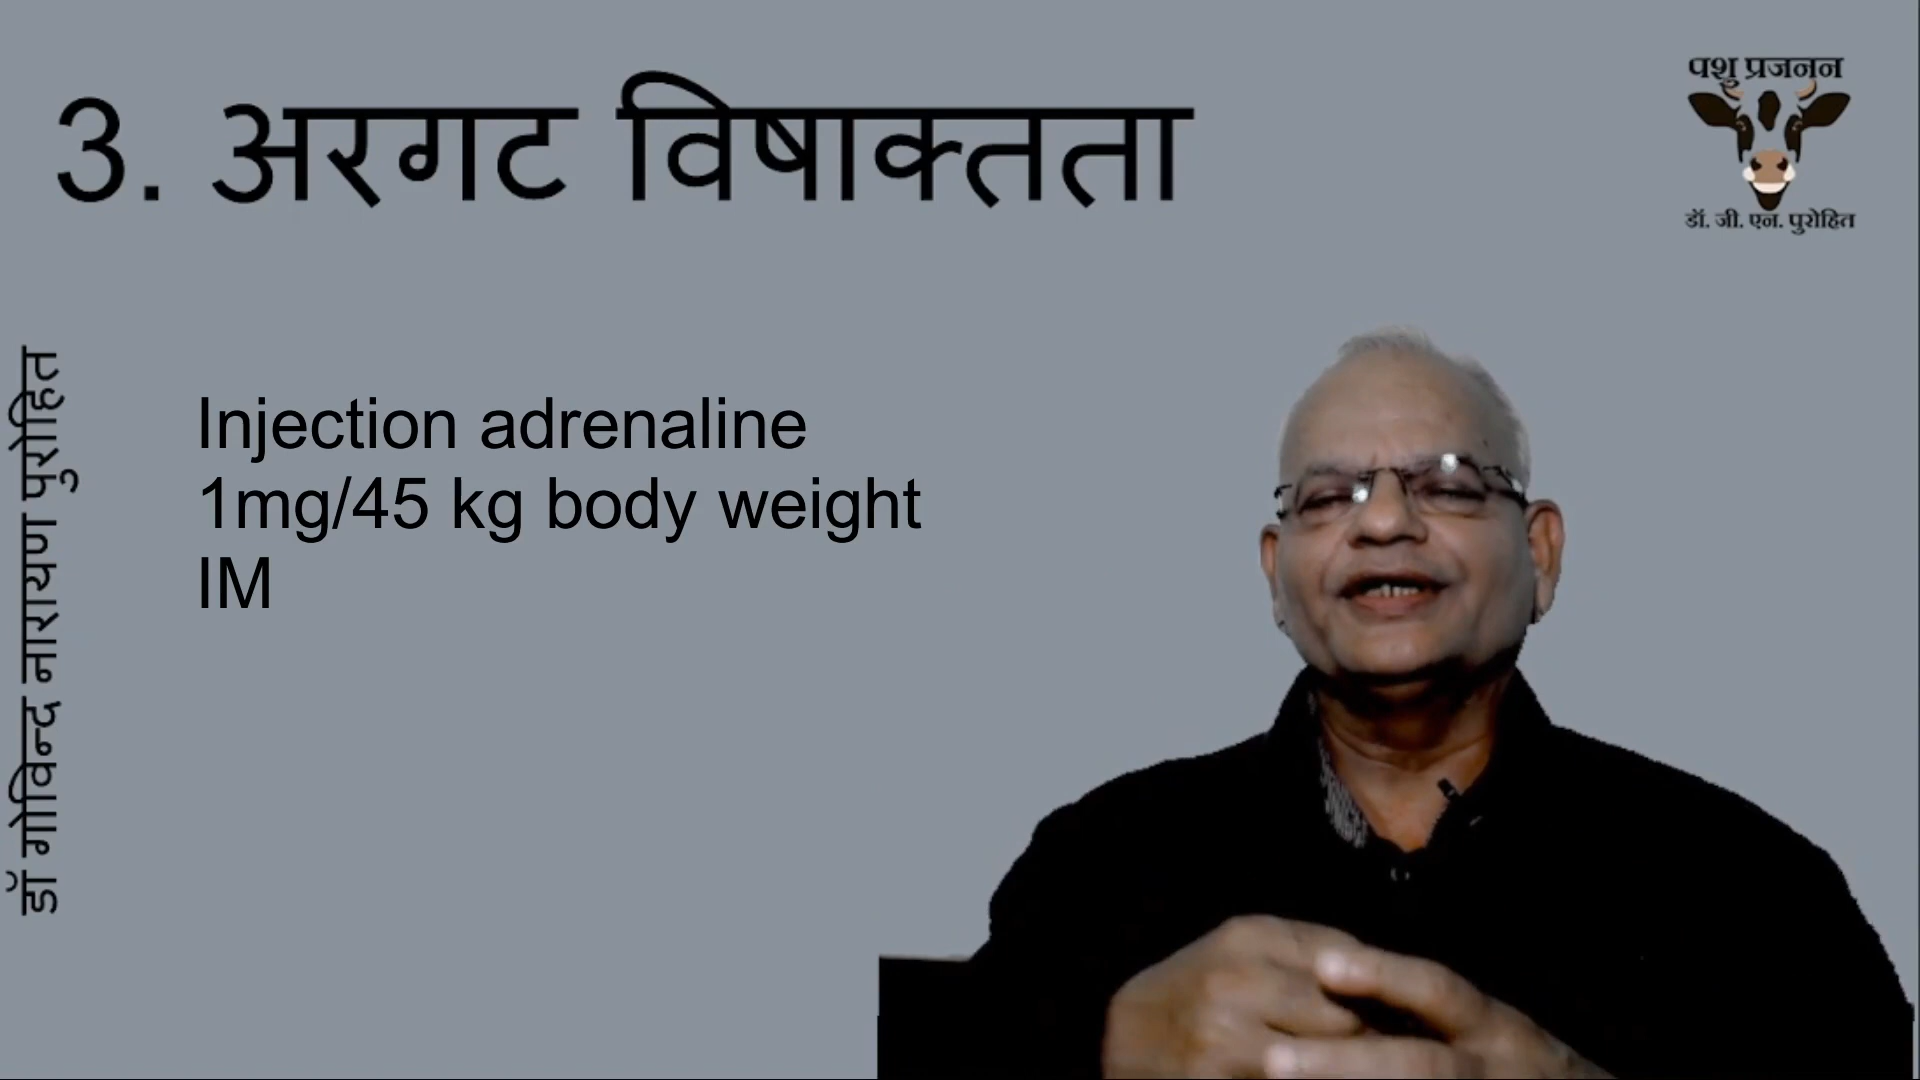 3. अरगट विषाक्तता
पशु प्रजनन
डॉ. जी. एन. पुरोहित
डॉ गोविन्द नारायण पुरोहित
Injection adrenaline
1mg/45 kg body weight
IM